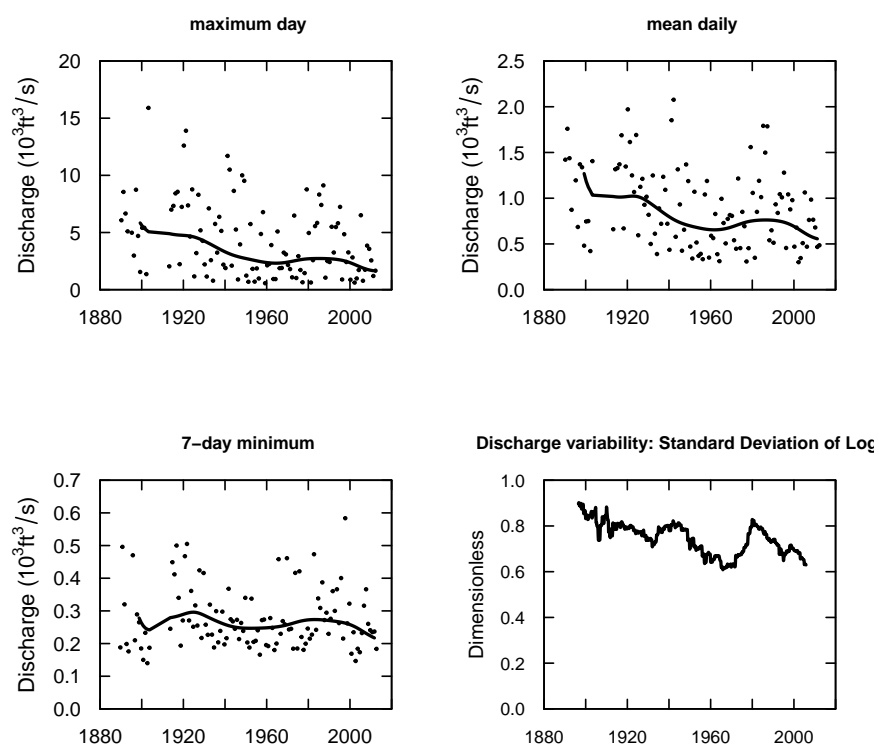 maximum day
Discharge (10³ft³/s)
20
15
10
5
0
1880 1920 1960 2000
mean daily
Discharge (10³ft³/s)
2.5
2.0
1.5
1.0
0.5
0.0
1880 1920 1960 2000
7−day minimum
Discharge (10³ft³/s)
0.7
0.6
0.5
0.4
0.3
0.2
0.1
0.0
1880 1920 1960 2000
Discharge variability: Standard Deviation of Log
Dimensionless
1.0
0.8
0.6
0.4
0.2
0.0
1880 1920 1960 2000